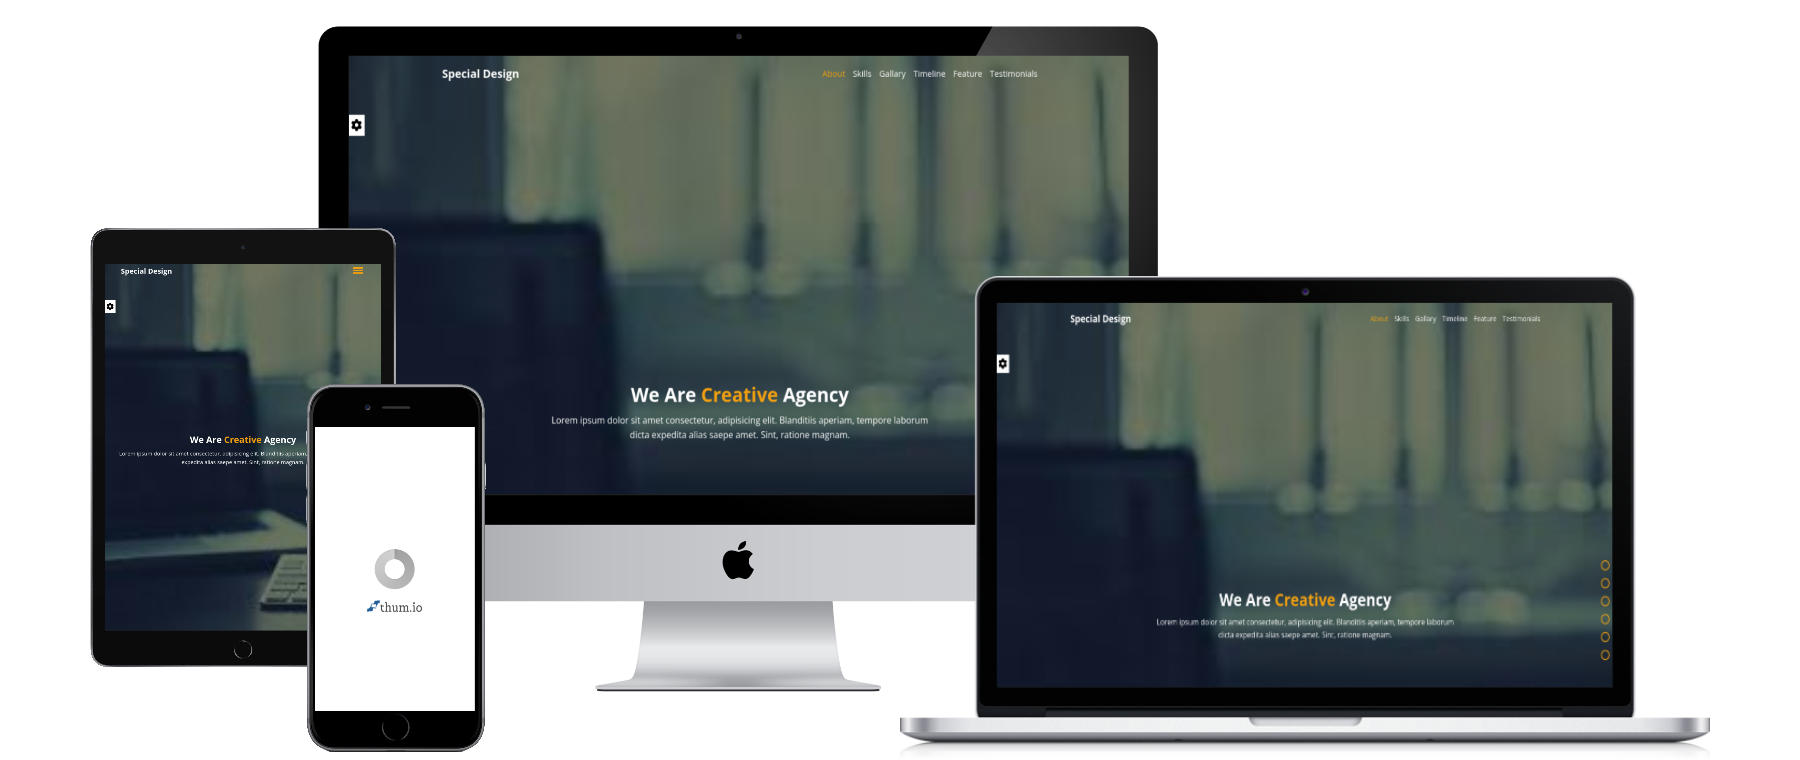 Special Design
About Skills Gallary Timeline Feature Testimonials
We Are Creative Agency
Lorem ipsum dolor sit amet consectetur, adipisicing elit. Blanditiis aperiam, tempore laborum
dicta expedita alias saepe amet. Sint, ratione magnam.
Special Design
We Are Creative Agency
Lorem ipsum dolor sit amet consectetur, adipisicing elit. Blanditiis aperiam,
expedita alias saepe amet. Sint, ratione magnam.
thum.io
Special Design
About Skills Gallary Timeline Feature Testimonials
We Are Creative Agency
Lorem ipsum dolor sit amet consectetur, adipisicing elit. Blanditiis aperiam, tempore laborum
dicta expedita alias saepe amet. Sint, ratione magnam.